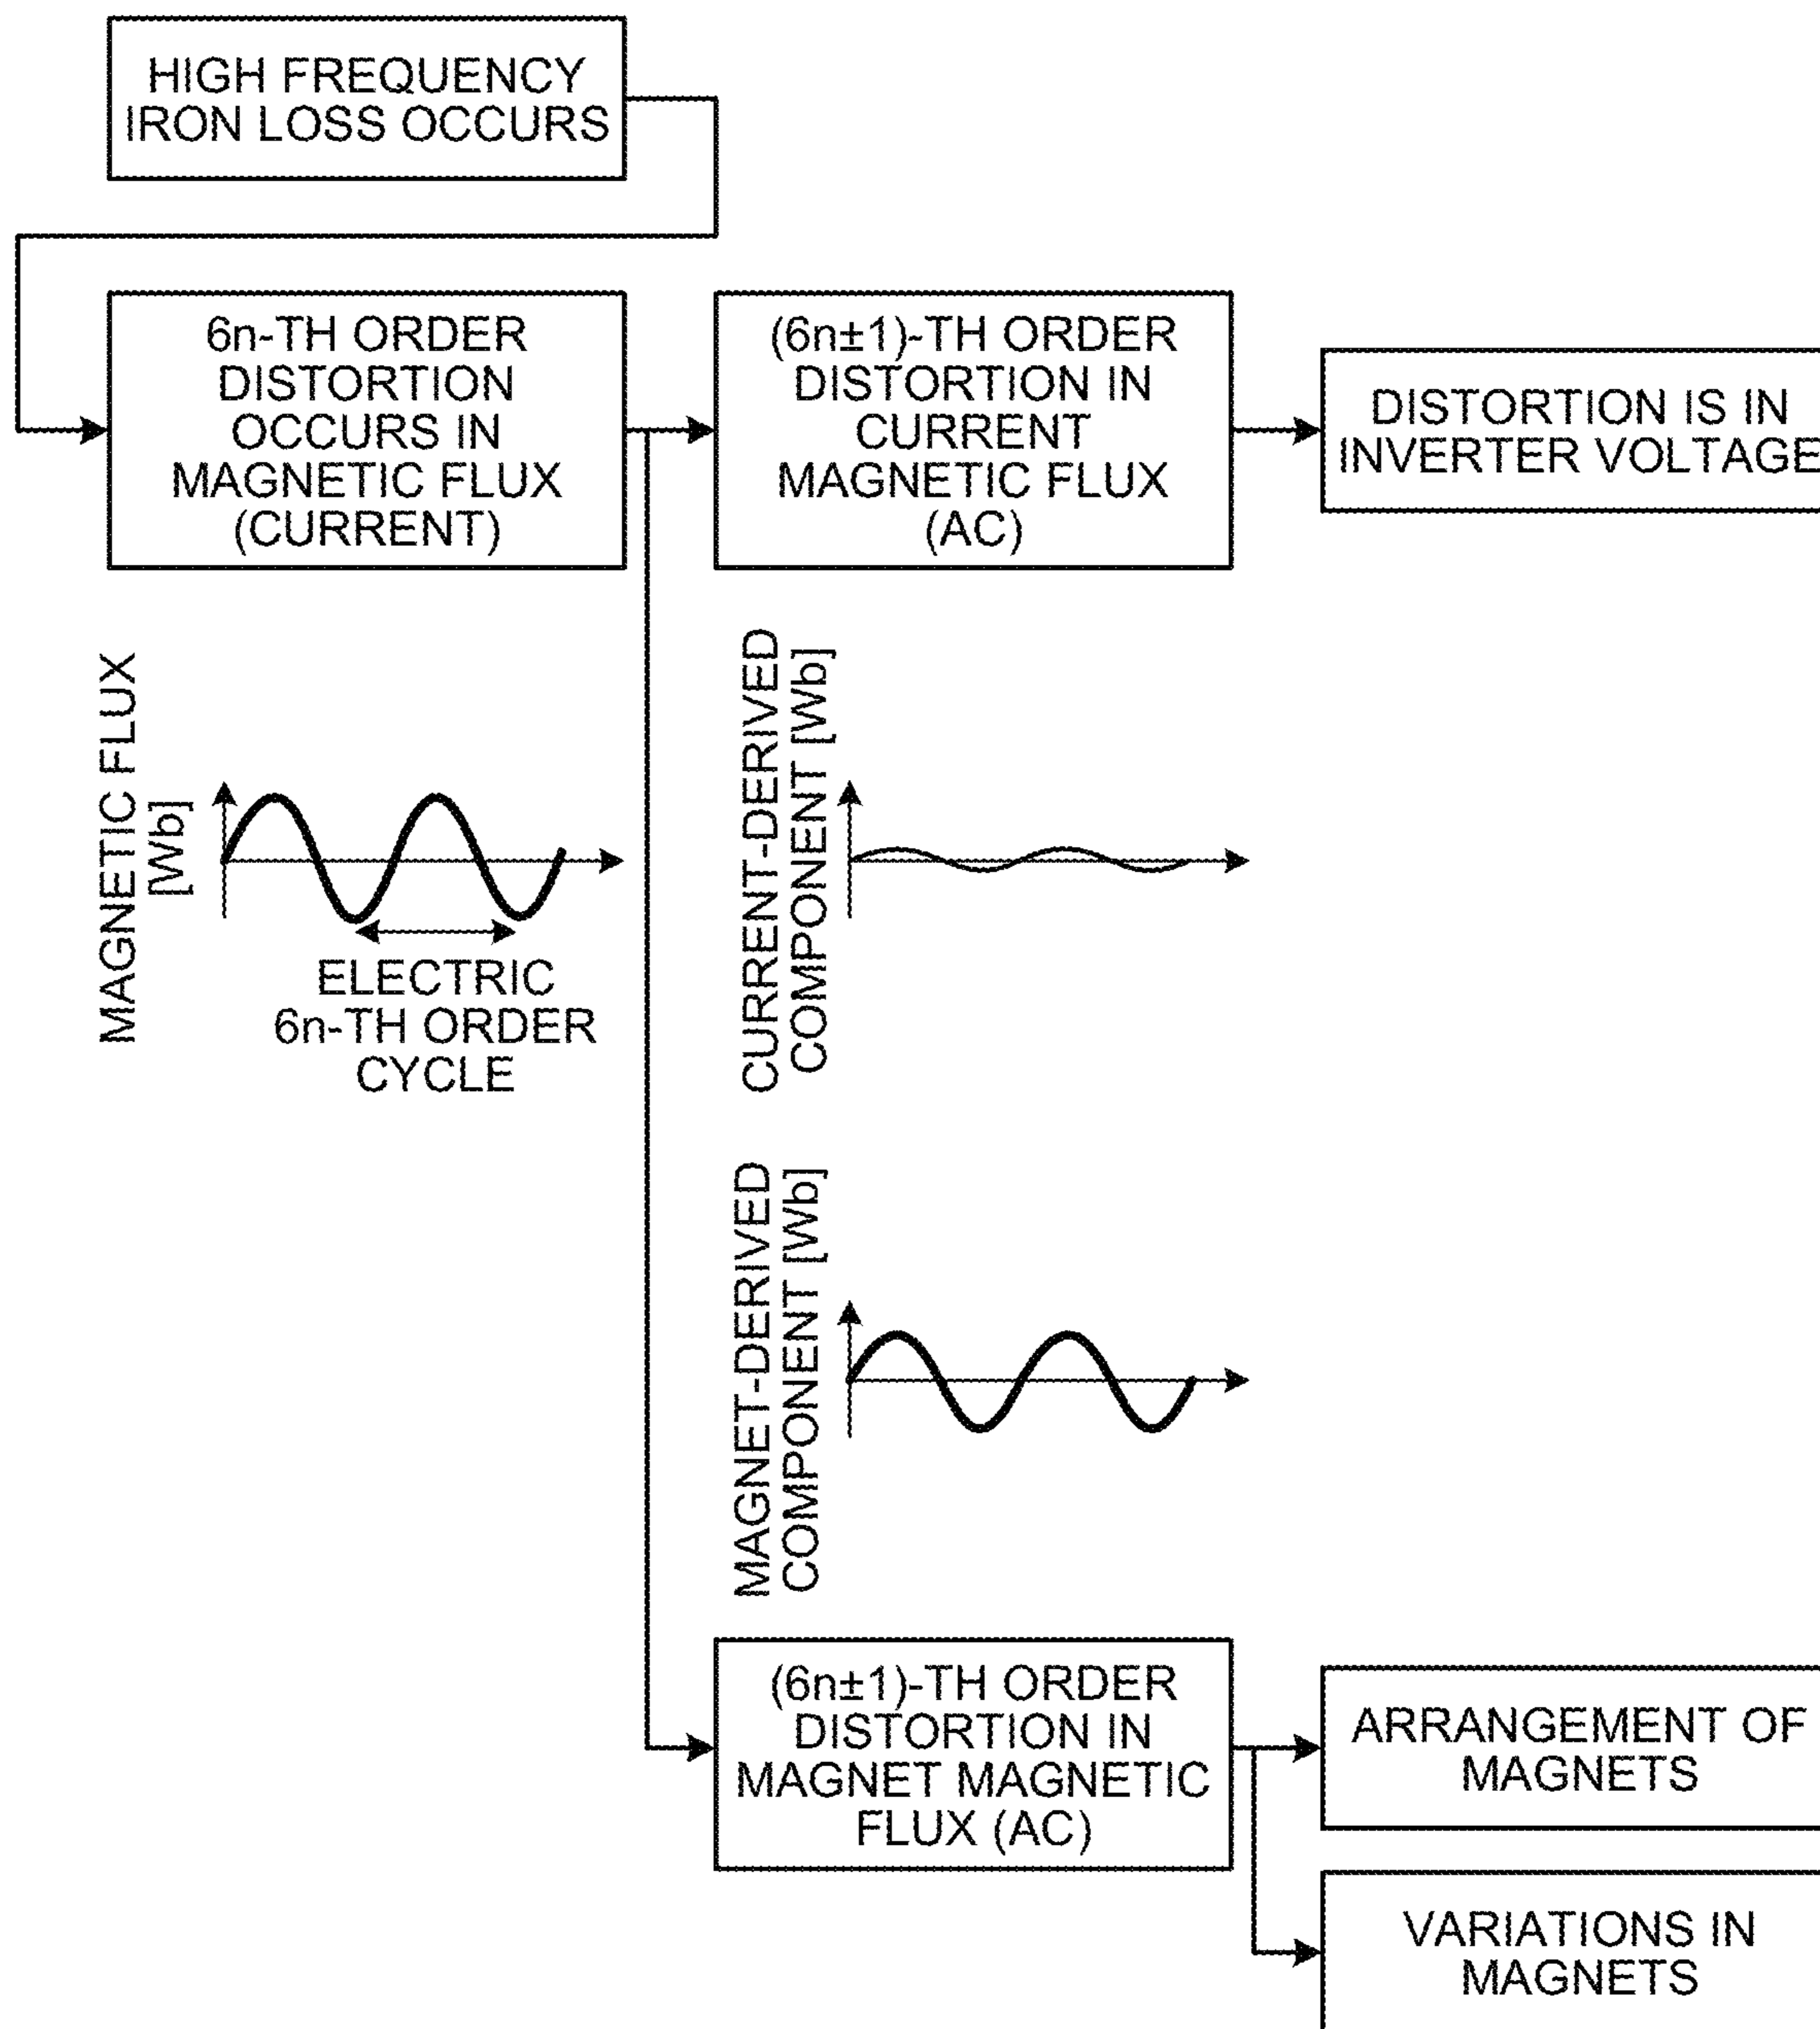 HIGH FREQUENCY
IRON LOSS OCCURS
6n-TH ORDER
DISTORTION
OCCURS IN
MAGNETIC FLUX
(CURRENT)
(6n±1)-TH ORDER
DISTORTION IN
CURRENT
MAGNETIC FLUX
(AC)
DISTORTION IS IN
INVERTER VOLTAGE
MAGNETIC FLUX
[Wb]
ELECTRIC
6n-TH ORDER
CYCLE
CURRENT-DERIVED
COMPONENT [Wb]
MAGNET-DERIVED
COMPONENT [Wb]
(6n±1)-TH ORDER
DISTORTION IN
MAGNET MAGNETIC
FLUX (AC)
ARRANGEMENT OF
MAGNETS
VARIATIONS IN
MAGNETS